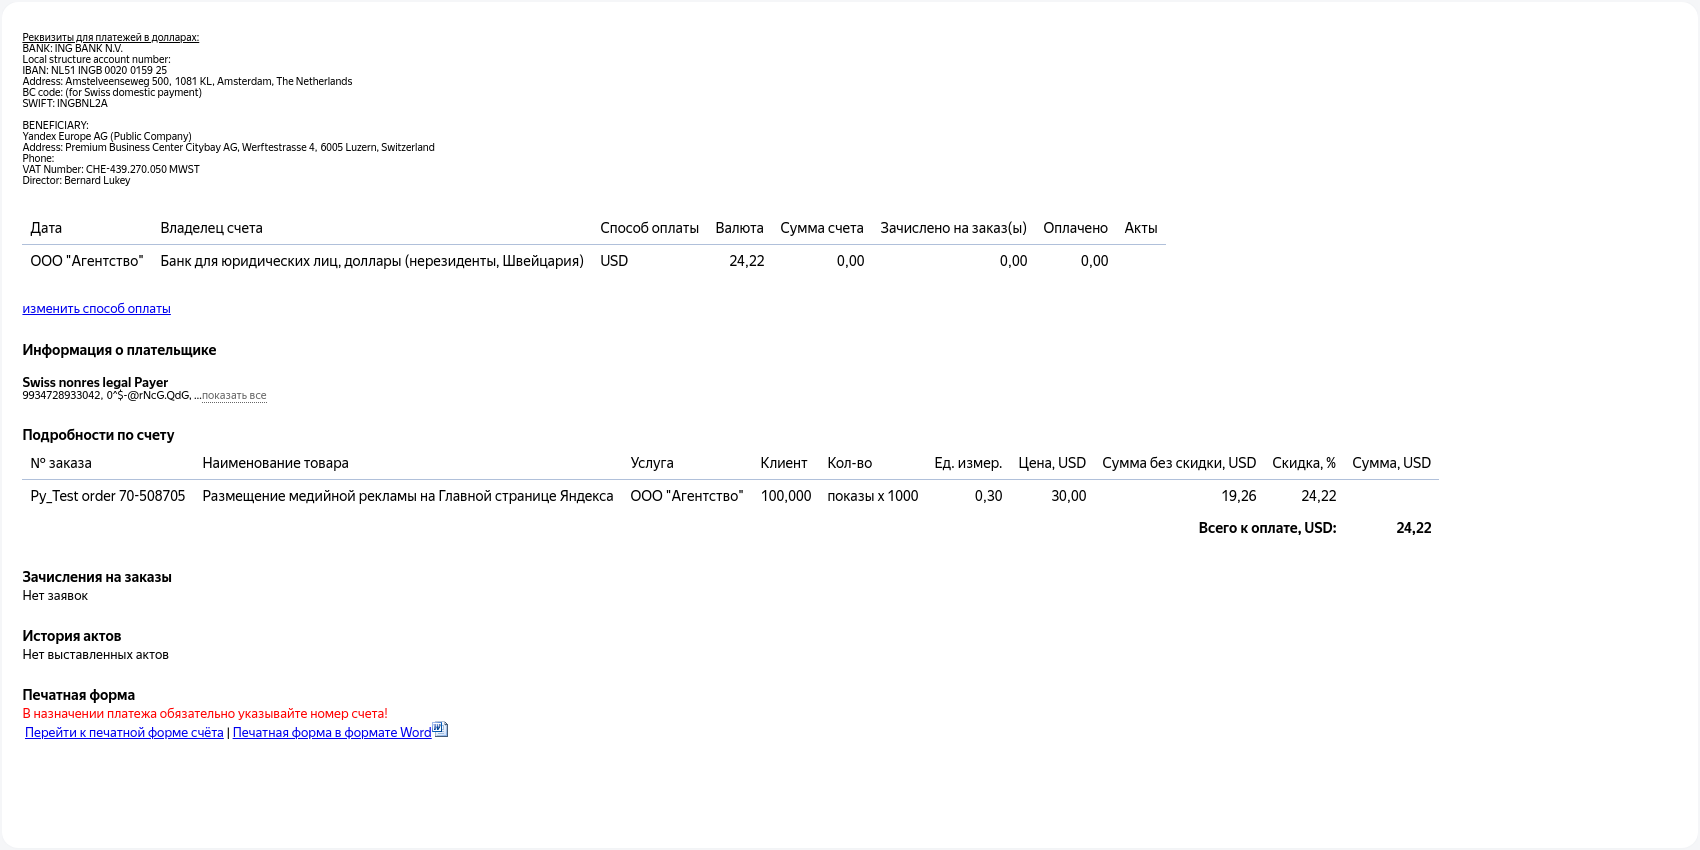 Реквизиты для платежей в долларах:
BANK: ING BANK N.V.
Local structure account number:
IBAN: NL51 INGB 0020 0159 25
Address: Amstelveenseweg 500, 1081 KL, Amsterdam, The Netherlands
BC code: (for Swiss domestic payment)
SWIFT: INGBNL2A
BENEFICIARY:
Yandex Europe AG (Public Company)
Address: Premium Business Center Citybay AG, Werftestrasse 4, 6005 Luzern, Switzerland
Phone:
VAT Number: CHE-439.270.050 MWST
Director: Bernard Lukey
Дата Владелец счета Способ оплаты Валюта Сумма счета Зачислено на заказ(ы) Оплачено Акты
ООО "Агентство" Банк для юридических лиц, доллары (нерезиденты, Швейцария) USD 24,22 0,00 0,00 0,00
изменить способ оплаты
Информация о плательщике
Swiss nonres legal Payer
9934728933042, 0^$-@rNcG.QdG, ...показать все
Подробности по счету
№ заказа Наименование товара Услуга Клиент Кол-во Ед. измер. Цена, USD Сумма без скидки, USD Скидка, % Сумма, USD
Py_Test order 70-508705 Размещение медийной рекламы на Главной странице Яндекса ООО "Агентство" 100,000 показы x 1000 0,30 30,00 19,26 24,22
Всего к оплате, USD: 24,22
Зачисления на заказы
Нет заявок
История актов
Нет выставленных актов
Печатная форма
В назначении платежа обязательно указывайте номер счета!
Перейти к печатной форме счёта | Печатная форма в формате Word